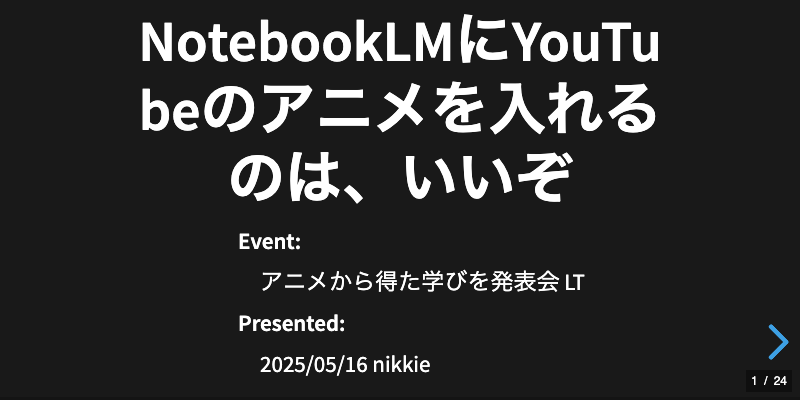 NotebookLMにYouTu
beのアニメを入れる
のは、いいぞ
Event:
アニメから得た学びを発表会 LT
Presented:
2025/05/16 nikkie
1 / 24